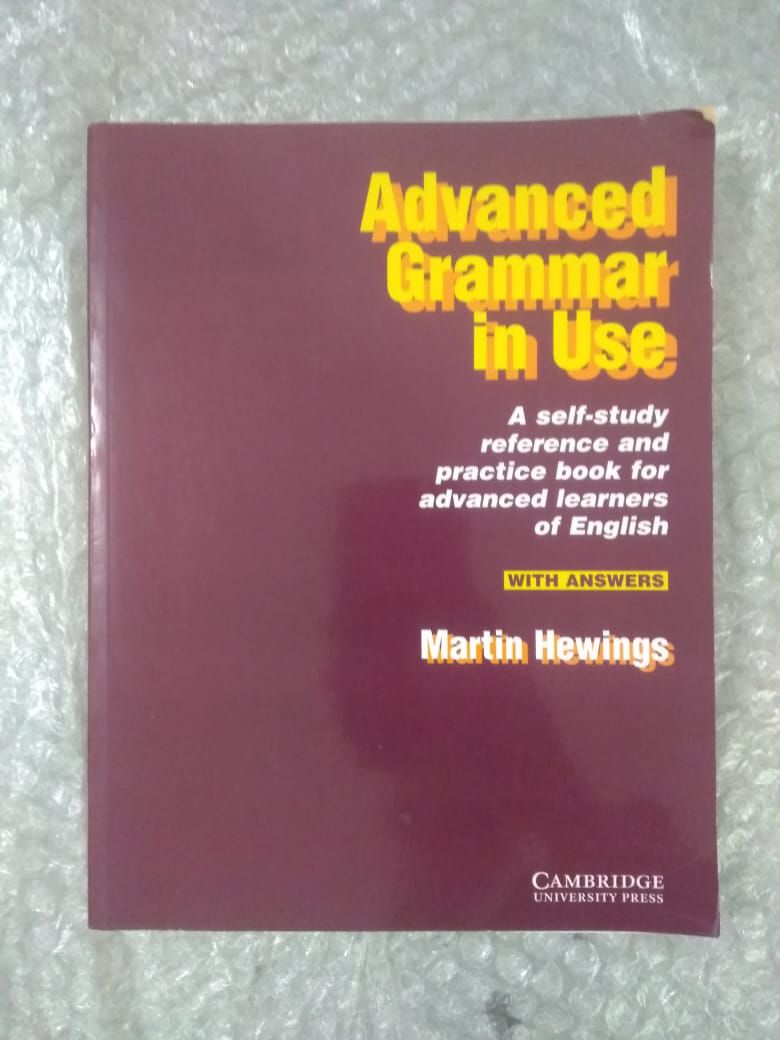 Advanced
Grammar
in Use
A self-study
reference and
practice book for
advanced learners
of English
WITH ANSWERS
Martin Hewings
CAMBRIDGE
UNIVERSITY PRESS